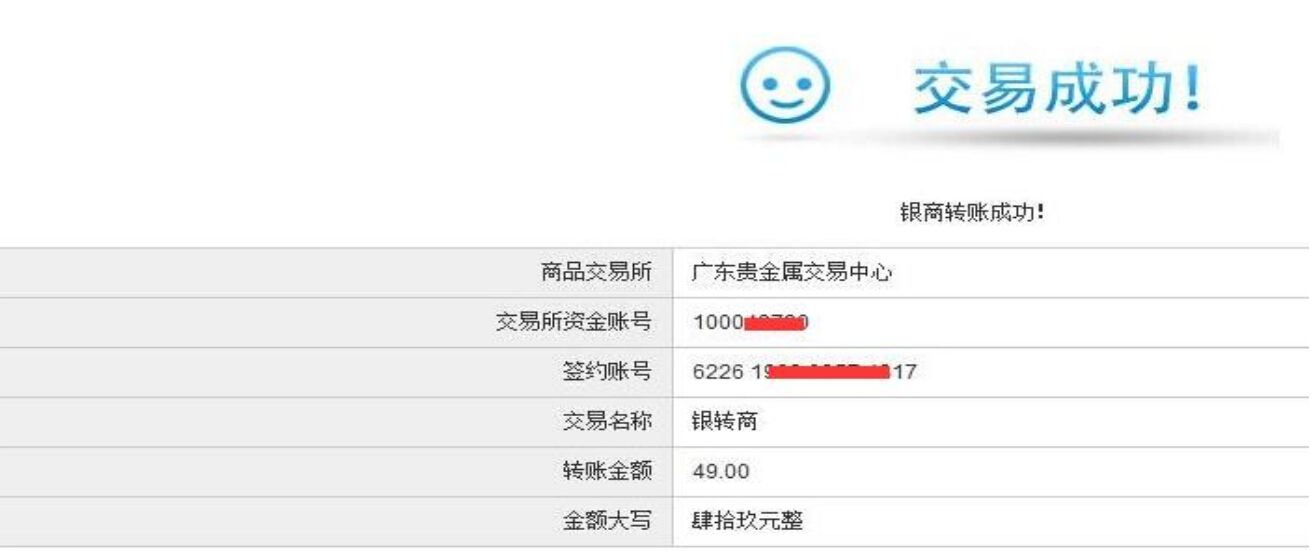 交易成功!
银商转账成功!
商品交易所 广东贵金属交易中心
交易所资金账号 1000
签约账号 6226 19 17
交易名称 银转商
转账金额 49.00
金额大写 肆拾玖元整